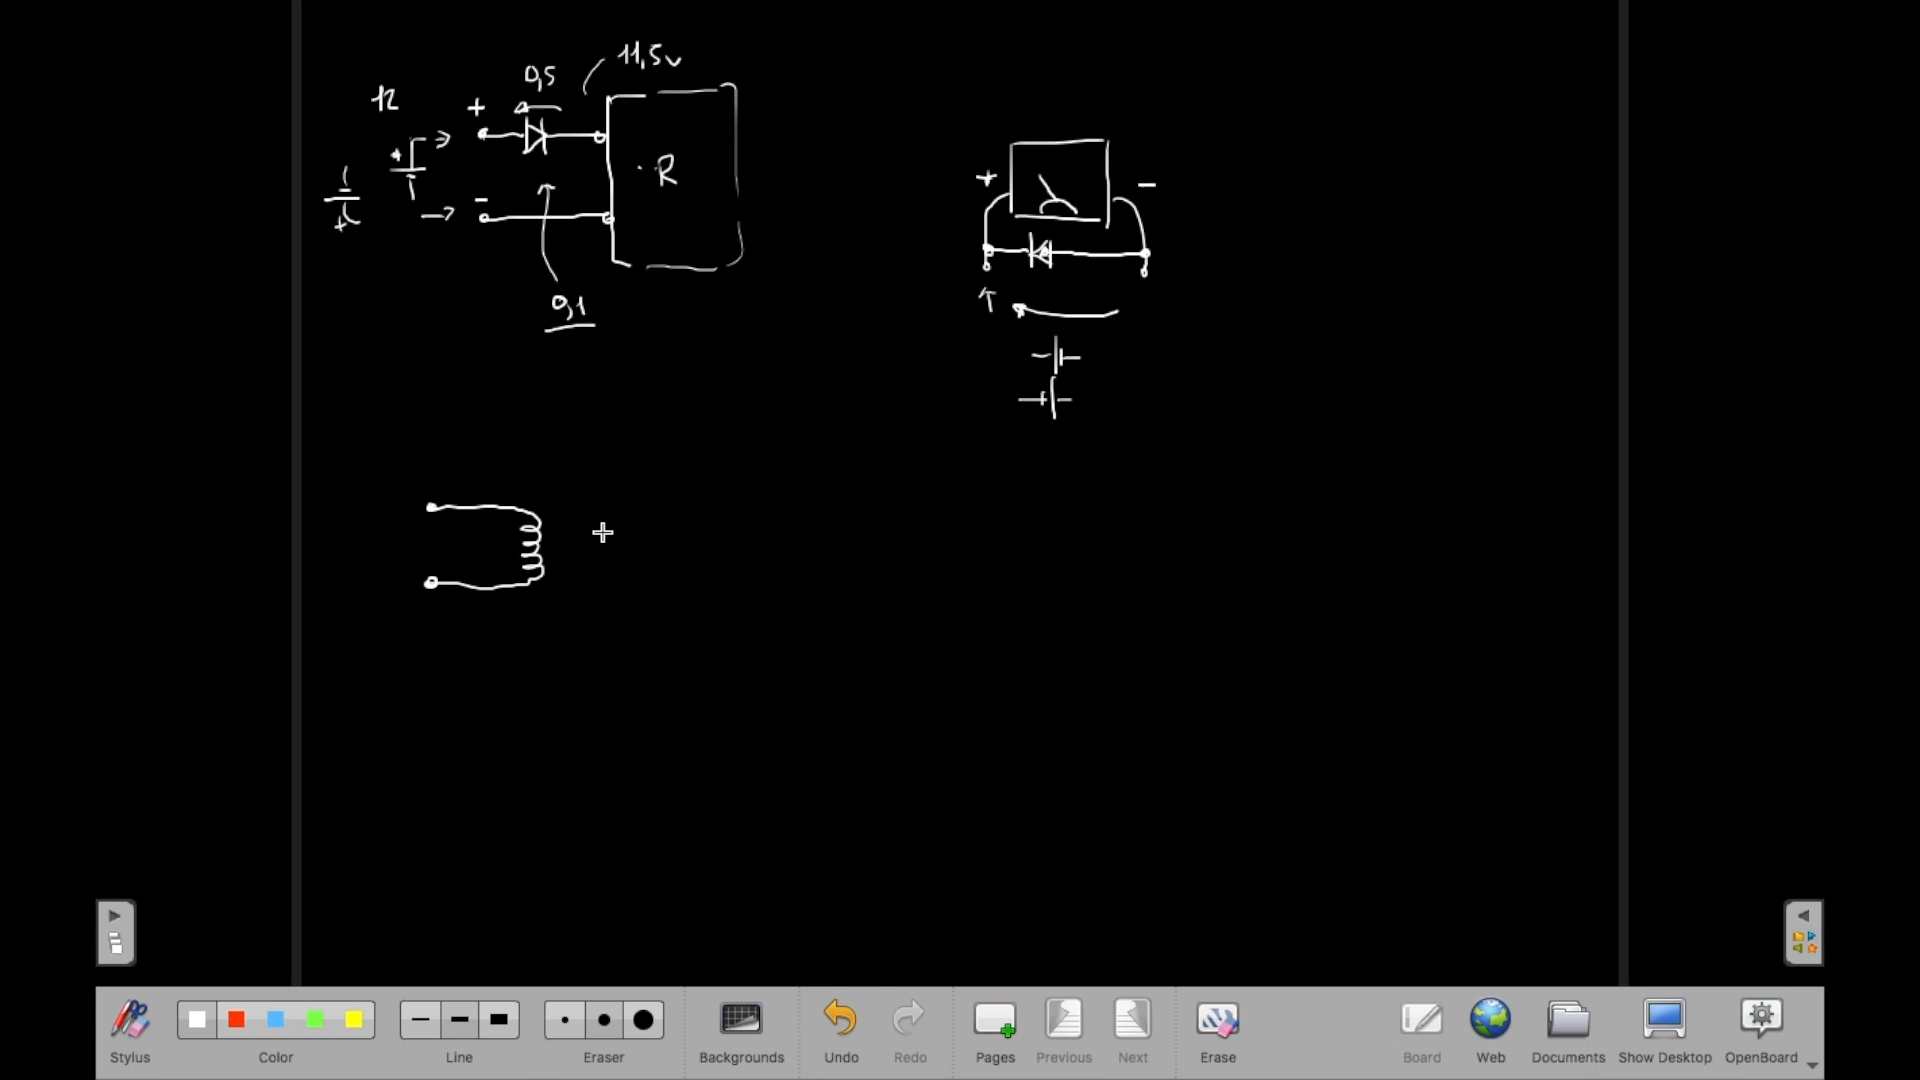 11,5v
0,5
12
+
R
-
+
-
0,1
+ -
Stylus
Color
Line
Eraser
Backgrounds
Undo
Redo
Pages
Previous
Next
Erase
Board
Web
Documents
Show Desktop
OpenBoard